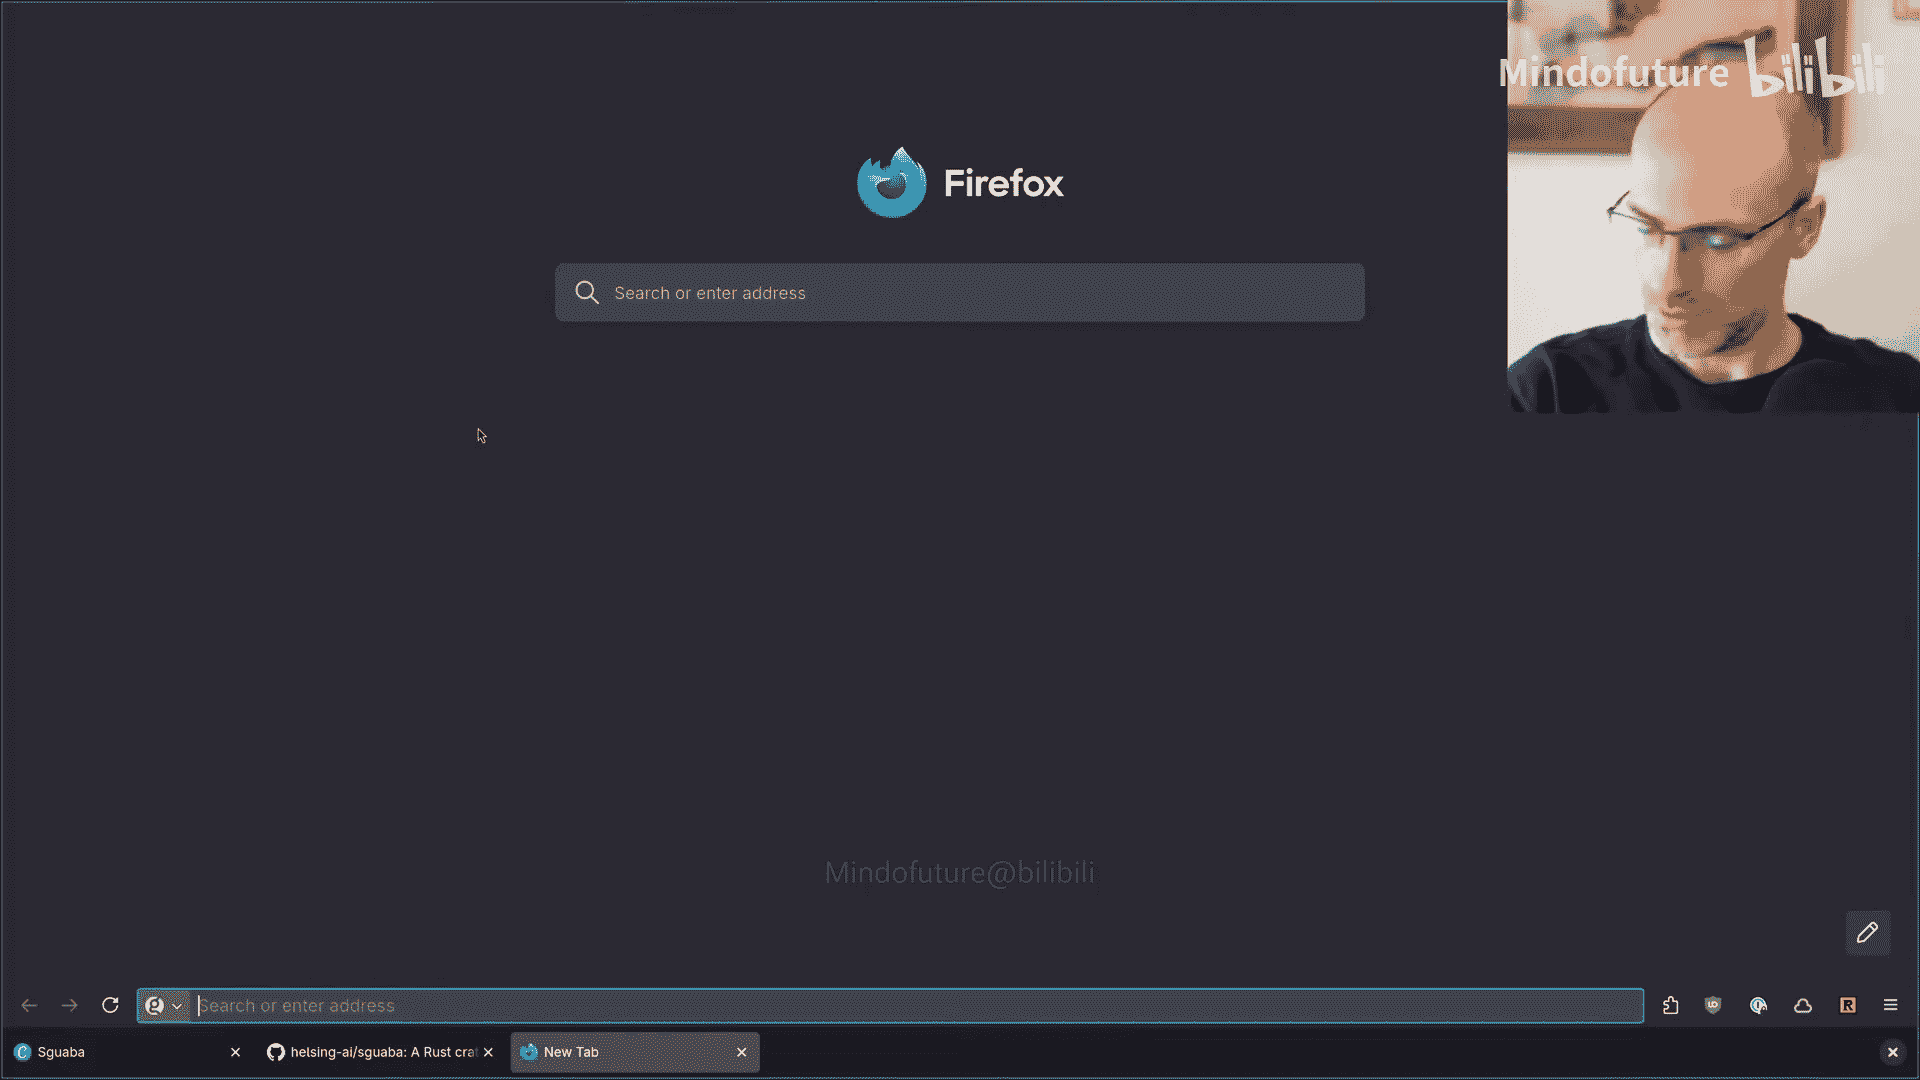 Mindofuture bilibili
Firefox
Search or enter address
Mindofuture@bilibili
Search or enter address
Sguaba
helsing-ai/sguaba: A Rust crat
New Tab